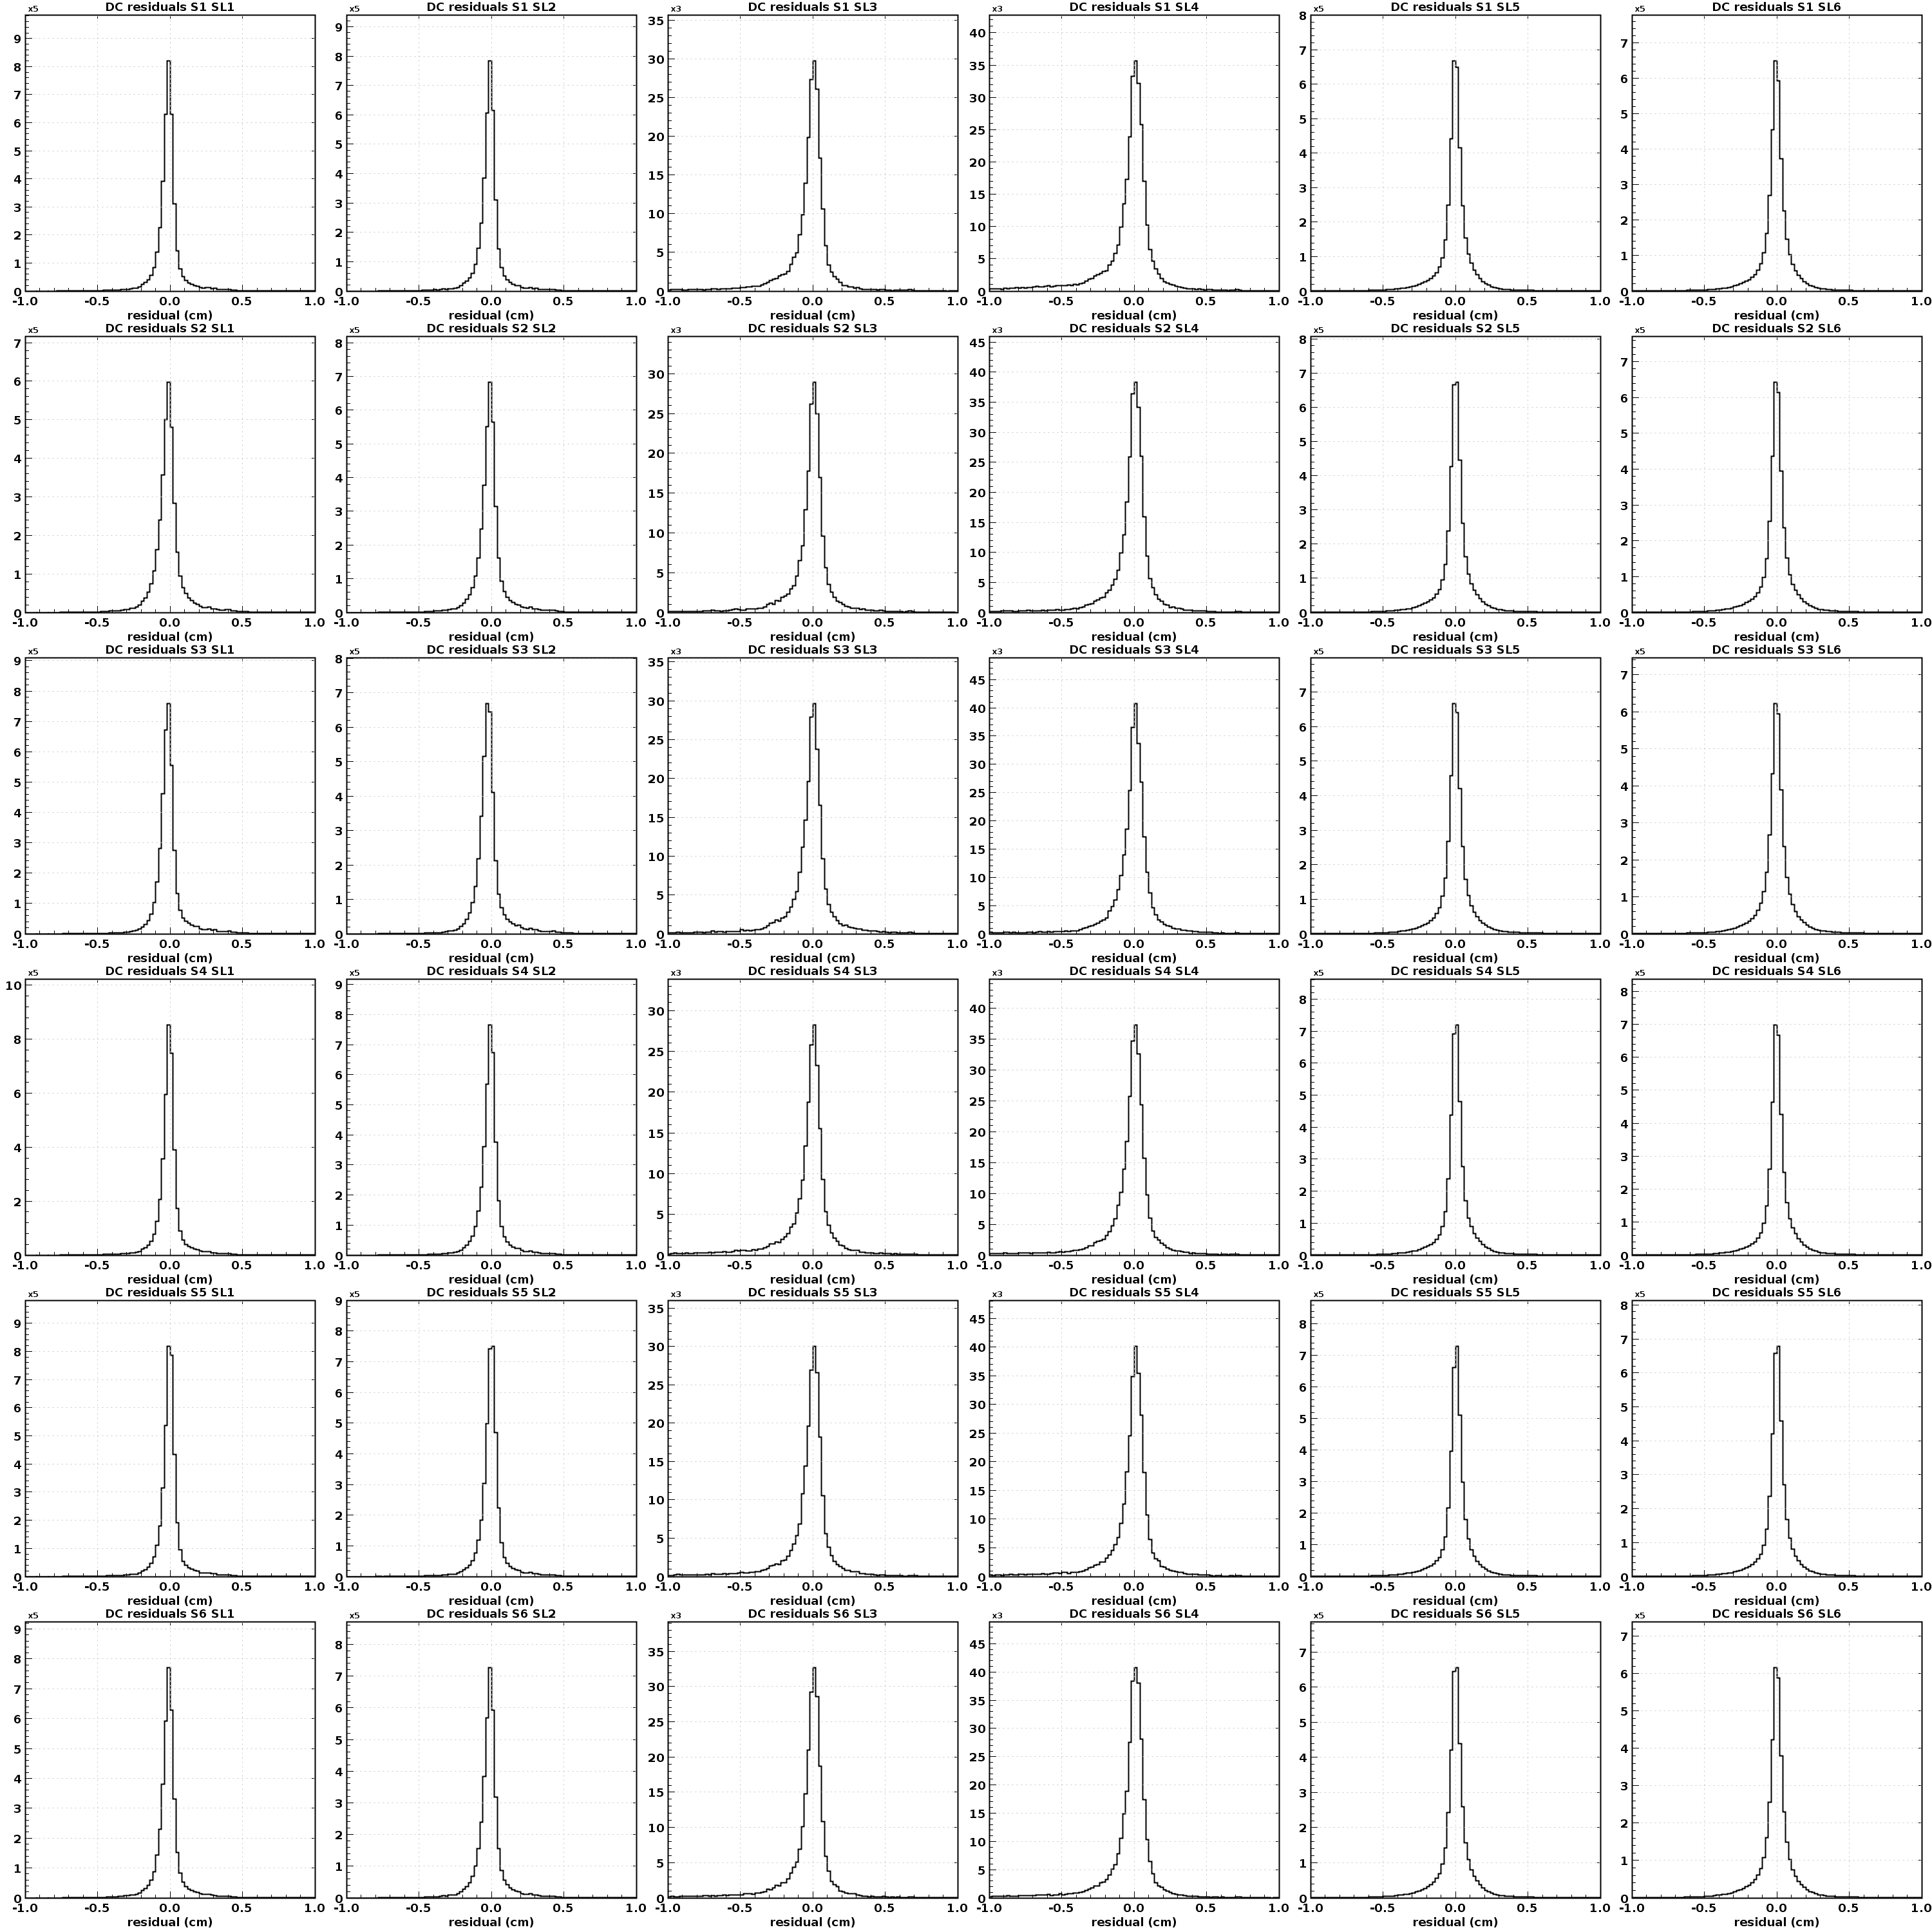 DC residuals S1 SL1
x5
9 8 7 6 5 4 3 2 1 0
-1.0 -0.5 0.0 0.5 1.0
residual (cm)
DC residuals S1 SL2
x5
9 8 7 6 5 4 3 2 1 0
-1.0 -0.5 0.0 0.5 1.0
residual (cm)
DC residuals S1 SL3
x3
35 30 25 20 15 10 5 0
-1.0 -0.5 0.0 0.5 1.0
residual (cm)
DC residuals S1 SL4
x3
40 35 30 25 20 15 10 5 0
-1.0 -0.5 0.0 0.5 1.0
residual (cm)
DC residuals S1 SL5
x5
8 7 6 5 4 3 2 1 0
-1.0 -0.5 0.0 0.5 1.0
residual (cm)
DC residuals S1 SL6
x5
7 6 5 4 3 2 1 0
-1.0 -0.5 0.0 0.5 1.0
residual (cm)
DC residuals S2 SL1
x5
7 6 5 4 3 2 1 0
-1.0 -0.5 0.0 0.5 1.0
residual (cm)
DC residuals S2 SL2
x5
8 7 6 5 4 3 2 1 0
-1.0 -0.5 0.0 0.5 1.0
residual (cm)
DC residuals S2 SL3
x3
30 25 20 15 10 5 0
-1.0 -0.5 0.0 0.5 1.0
residual (cm)
DC residuals S2 SL4
x3
45 40 35 30 25 20 15 10 5 0
-1.0 -0.5 0.0 0.5 1.0
residual (cm)
DC residuals S2 SL5
x5
8 7 6 5 4 3 2 1 0
-1.0 -0.5 0.0 0.5 1.0
residual (cm)
DC residuals S2 SL6
x5
7 6 5 4 3 2 1 0
-1.0 -0.5 0.0 0.5 1.0
residual (cm)
DC residuals S3 SL1
x5
9 8 7 6 5 4 3 2 1 0
-1.0 -0.5 0.0 0.5 1.0
residual (cm)
DC residuals S3 SL2
x5
8 7 6 5 4 3 2 1 0
-1.0 -0.5 0.0 0.5 1.0
residual (cm)
DC residuals S3 SL3
x3
35 30 25 20 15 10 5 0
-1.0 -0.5 0.0 0.5 1.0
residual (cm)
DC residuals S3 SL4
x3
45 40 35 30 25 20 15 10 5 0
-1.0 -0.5 0.0 0.5 1.0
residual (cm)
DC residuals S3 SL5
x5
7 6 5 4 3 2 1 0
-1.0 -0.5 0.0 0.5 1.0
residual (cm)
DC residuals S3 SL6
x5
7 6 5 4 3 2 1 0
-1.0 -0.5 0.0 0.5 1.0
residual (cm)
DC residuals S4 SL1
x5
10 8 6 4 2 0
-1.0 -0.5 0.0 0.5 1.0
residual (cm)
DC residuals S4 SL2
x5
9 8 7 6 5 4 3 2 1 0
-1.0 -0.5 0.0 0.5 1.0
residual (cm)
DC residuals S4 SL3
x3
30 25 20 15 10 5 0
-1.0 -0.5 0.0 0.5 1.0
residual (cm)
DC residuals S4 SL4
x3
40 35 30 25 20 15 10 5 0
-1.0 -0.5 0.0 0.5 1.0
residual (cm)
DC residuals S4 SL5
x5
8 7 6 5 4 3 2 1 0
-1.0 -0.5 0.0 0.5 1.0
residual (cm)
DC residuals S4 SL6
x5
8 7 6 5 4 3 2 1 0
-1.0 -0.5 0.0 0.5 1.0
residual (cm)
DC residuals S5 SL1
x5
9 8 7 6 5 4 3 2 1 0
-1.0 -0.5 0.0 0.5 1.0
residual (cm)
DC residuals S5 SL2
x5
9 8 7 6 5 4 3 2 1 0
-1.0 -0.5 0.0 0.5 1.0
residual (cm)
DC residuals S5 SL3
x3
35 30 25 20 15 10 5 0
-1.0 -0.5 0.0 0.5 1.0
residual (cm)
DC residuals S5 SL4
x3
45 40 35 30 25 20 15 10 5 0
-1.0 -0.5 0.0 0.5 1.0
residual (cm)
DC residuals S5 SL5
x5
8 7 6 5 4 3 2 1 0
-1.0 -0.5 0.0 0.5 1.0
residual (cm)
DC residuals S5 SL6
x5
8 7 6 5 4 3 2 1 0
-1.0 -0.5 0.0 0.5 1.0
residual (cm)
DC residuals S6 SL1
x5
9 8 7 6 5 4 3 2 1 0
-1.0 -0.5 0.0 0.5 1.0
residual (cm)
DC residuals S6 SL2
x5
8 7 6 5 4 3 2 1 0
-1.0 -0.5 0.0 0.5 1.0
residual (cm)
DC residuals S6 SL3
x3
35 30 25 20 15 10 5 0
-1.0 -0.5 0.0 0.5 1.0
residual (cm)
DC residuals S6 SL4
x3
45 40 35 30 25 20 15 10 5 0
-1.0 -0.5 0.0 0.5 1.0
residual (cm)
DC residuals S6 SL5
x5
7 6 5 4 3 2 1 0
-1.0 -0.5 0.0 0.5 1.0
residual (cm)
DC residuals S6 SL6
x5
7 6 5 4 3 2 1 0
-1.0 -0.5 0.0 0.5 1.0
residual (cm)